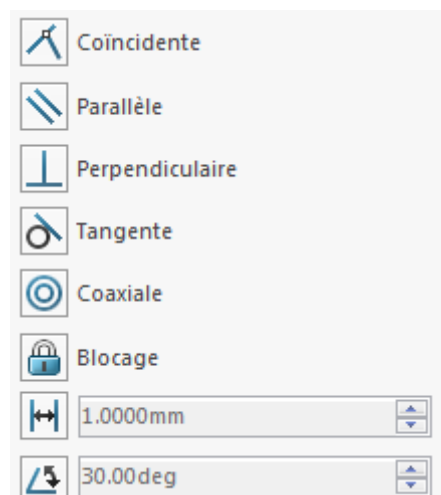 Coïncidente
Parallèle
Perpendiculaire
Tangente
Coaxiale
Blocage
1.0000mm
30.00deg